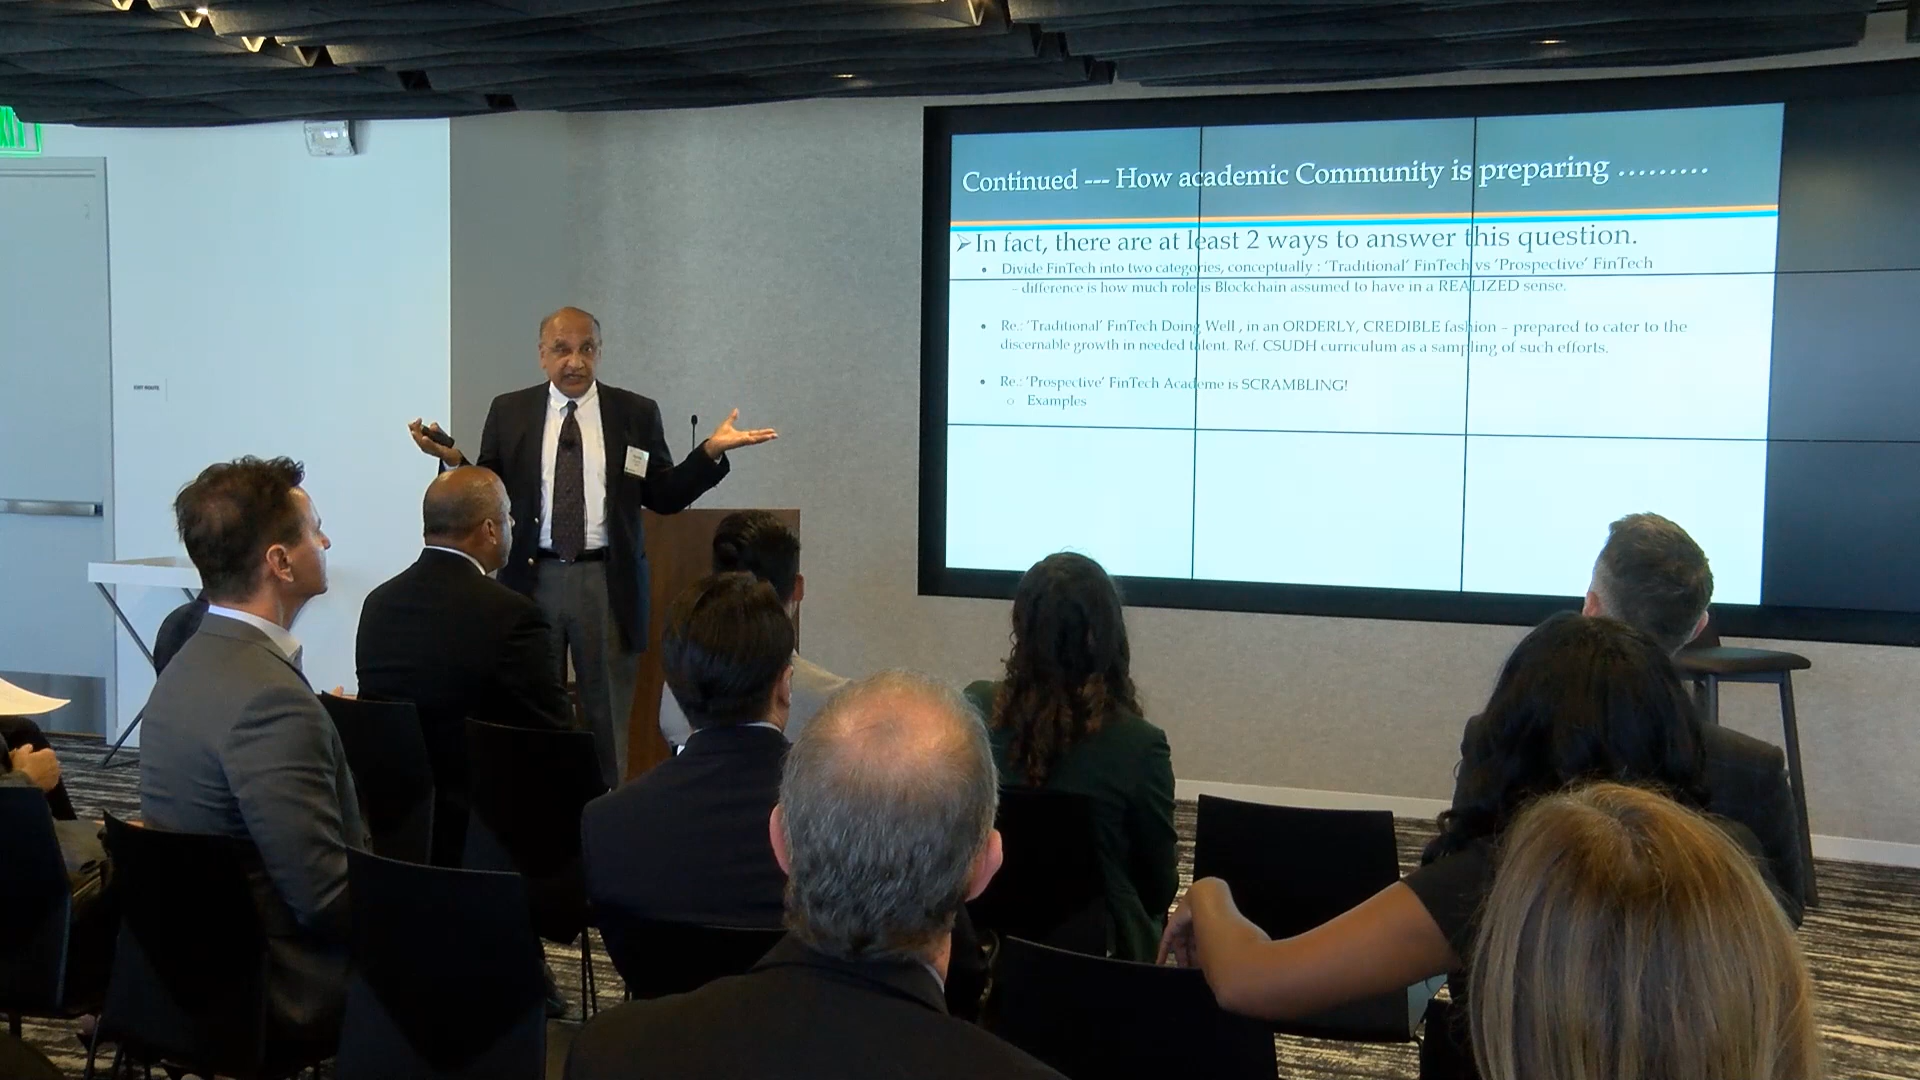 Continued --- How academic Community is preparing .........
In fact, there are at least 2 ways to answer this question.
Divide FinTech into two categories, conceptually : 'Traditional' FinTech vs 'Prospective' FinTech
– difference is how much role is Blockchain assumed to have in a REALIZED sense.
Re.: 'Traditional' FinTech Doing Well , in an ORDERLY, CREDIBLE fashion – prepared to cater to the
discernable growth in needed talent. Ref. CSUDH curriculum as a sampling of such efforts.
Re.: 'Prospective' FinTech Academe is SCRAMBLING!
Examples
EXIT ROUTE